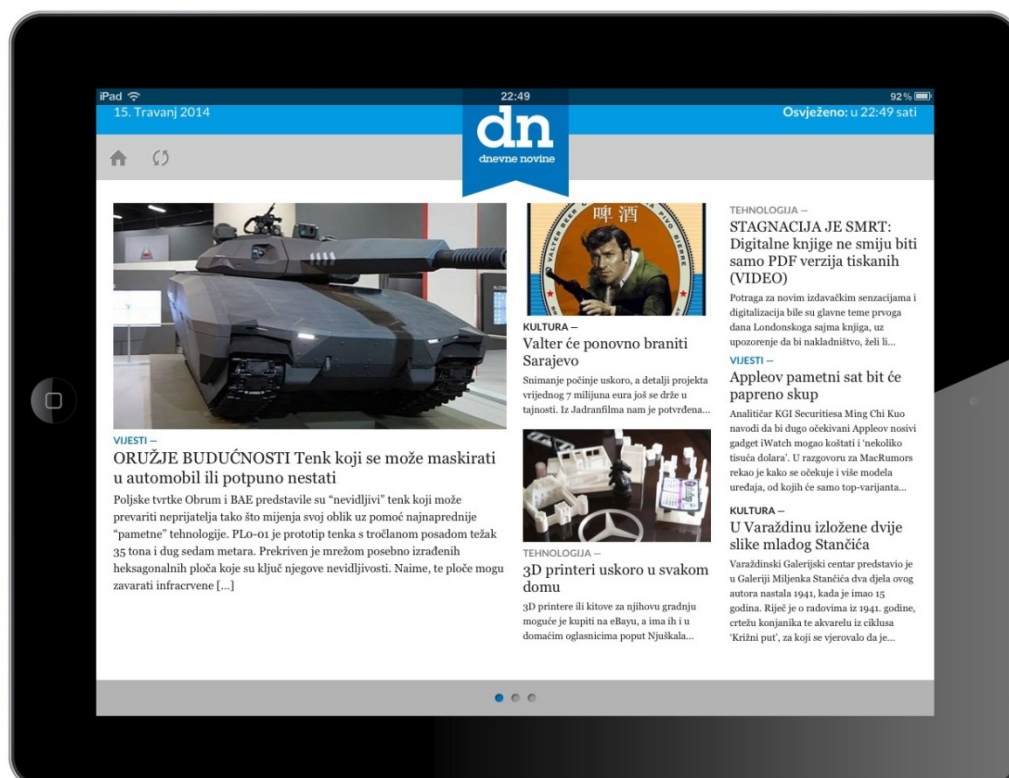 iPad
22:49
92%
15. Travanj 2014
Osvježeno: u 22:49 sati
dn
dnevne novine
VIJESTI —
ORUŽJE BUDUĆNOSTI Tenk koji se može maskirati
u automobil ili potpuno nestati
Poljske tvrtke Obrum i BAE predstavile su “nevidljivi” tenk koji može
prevariti neprijatelja tako što mijenja svoj oblik uz pomoć najnaprednije
“pametne” tehnologije. PL0-01 je prototip tenka s tročlanom posadom težak
35 tona i dug sedam metara. Prekriven je mrežom posebno izrađenih
heksagonalnih ploča koje su ključ njegove nevidljivosti. Naime, te ploče mogu
zavarati infracrvene [...]
啤酒
VALTER BEER
PIVO BIERRE
KULTURA —
Valter će ponovno braniti
Sarajevo
Snimanje počinje uskoro, a detalji projekta
vrijednog 7 milijuna eura još se drže u
tajnosti. Iz Jadranfilma nam je potvrđena...
TEHNOLOGIJA —
3D printeri uskoro u svakom
domu
3D printere ili kitove za njihovu gradnju
moguće je kupiti na eBayu, a ima ih i u
domaćim oglasnicima poput Njuškala...
TEHNOLOGIJA —
STAGNACIJA JE SMRT:
Digitalne knjige ne smiju biti
samo PDF verzija tiskanih
(VIDEO)
Potraga za novim izdavačkim senzacijama i
digitalizacija bile su glavne teme prvoga
dana Londonskoga sajma knjiga, uz
upozorenje da bi nakladništvo, želi li...
VIJESTI —
Appleov pametni sat bit će
papreno skup
Analitičar KGI Securitiesa Ming Chi Kuo
navodi da bi dugo očekivani Appleov nosivi
gadget iWatch mogao koštati i ‘nekoliko
tisuća dolara’. U razgovoru za MacRumors
rekao je kako se očekuje i više modela
uređaja, od kojih će samo top-varijanta...
KULTURA —
U Varaždinu izložene dvije
slike mladog Stančića
Varaždinski Galerijski centar predstavio je
u Galeriji Miljenka Stančića dva djela ovog
autora nastala 1941, kada je imao 15
godina. Riječ je o radovima iz 1941. godine,
crtežu konjanika te akvarelu iz ciklusa
‘Križni put’, za koji se vjerovalo da je...